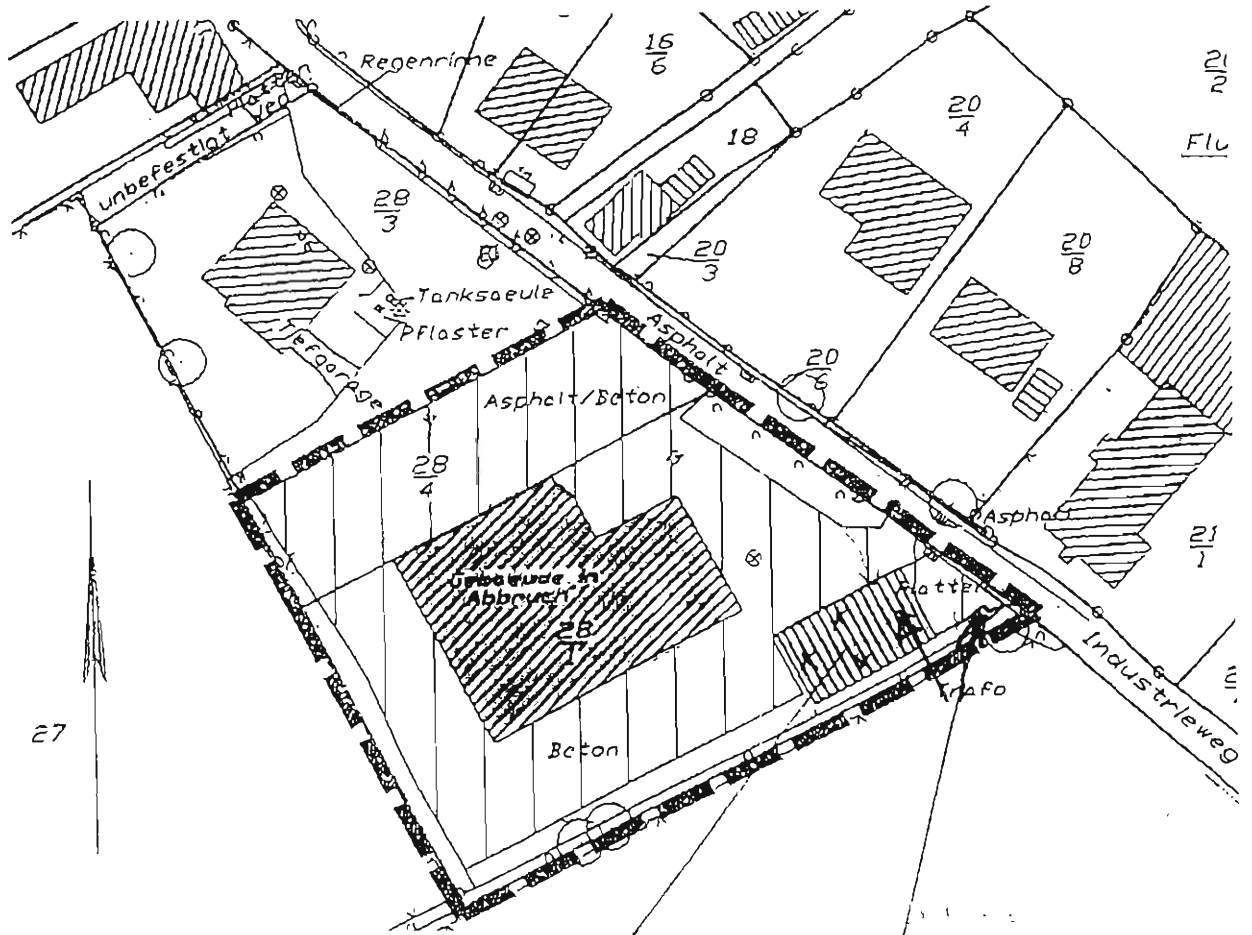 Regenrinne
16
6
21
2
20
4
18
Flu
unbefestigt
28
3
20
8
20
3
Tanksaeule
Pflaster
Tiefgarage
Asphalt
20
6
Asphalt/Beton
28
4
Asphalt
21
1
Gebaeude in
Abbruch
28
Platten
Trafo
Industrieweg
27
Beton